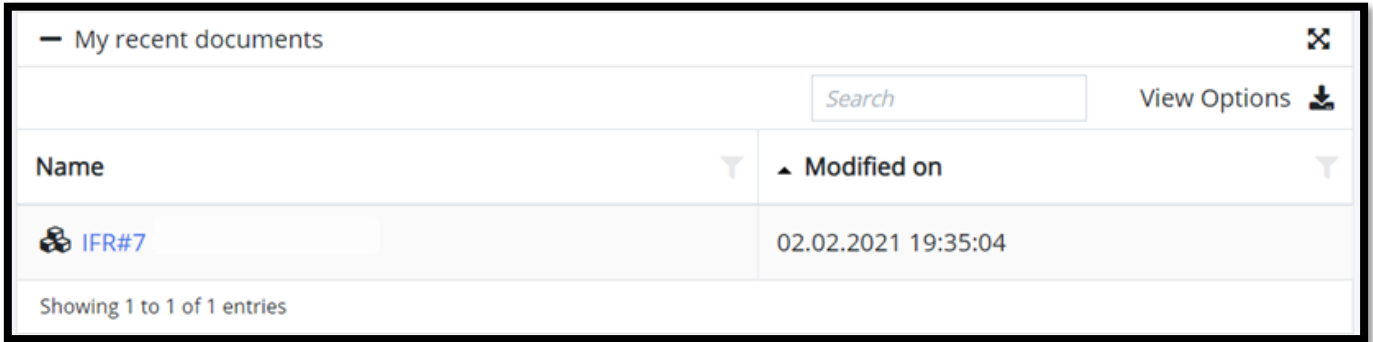 My recent documents
Search View Options
Name Modified on
IFR#7 02.02.2021 19:35:04
Showing 1 to 1 of 1 entries